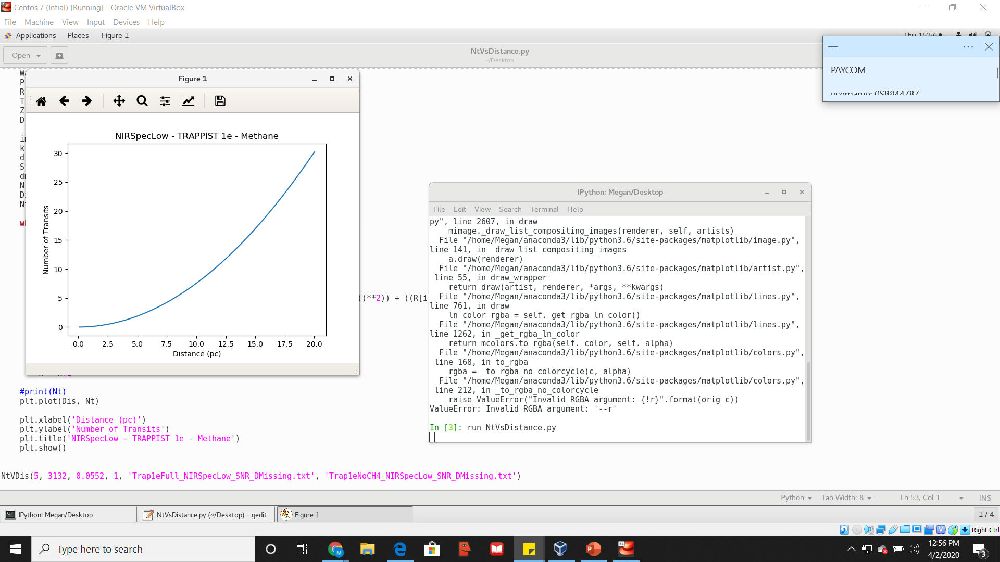 Centos 7 (Intial) [Running] - Oracle VM VirtualBox
File Machine View Input Devices Help
Applications Places Figure 1
Thu 15:56
Open
NtVsDistance.py
~/Desktop
PAYCOM
username: 0SB844787
Figure 1
NIRSpecLow - TRAPPIST 1e - Methane
30
25
20
15
10
5
0
Number of Transits
0.0 2.5 5.0 7.5 10.0 12.5 15.0 17.5 20.0
Distance (pc)
P
R
T
Z
D
k
d
N
))**2)) + ((R[i
#print(Nt)
plt.plot(Dis, Nt)
plt.xlabel('Distance (pc)')
plt.ylabel('Number of Transits')
plt.title('NIRSpecLow - TRAPPIST 1e - Methane')
plt.show()
NtVDis(5, 3132, 0.0552, 1, 'Trap1eFull_NIRSpecLow_SNR_DMissing.txt', 'Trap1eNoCH4_NIRSpecLow_SNR_DMissing.txt')
IPython: Megan/Desktop
File Edit View Search Terminal Help
py", line 2607, in draw
mimage._draw_list_compositing_images(renderer, self, artists)
File "/home/Megan/anaconda3/lib/python3.6/site-packages/matplotlib/image.py",
line 141, in _draw_list_compositing_images
a.draw(renderer)
File "/home/Megan/anaconda3/lib/python3.6/site-packages/matplotlib/artist.py",
line 55, in draw_wrapper
return draw(artist, renderer, *args, **kwargs)
File "/home/Megan/anaconda3/lib/python3.6/site-packages/matplotlib/lines.py",
line 761, in draw
ln_color_rgba = self._get_rgba_ln_color()
File "/home/Megan/anaconda3/lib/python3.6/site-packages/matplotlib/lines.py",
line 1262, in _get_rgba_ln_color
return mcolors.to_rgba(self._color, self._alpha)
File "/home/Megan/anaconda3/lib/python3.6/site-packages/matplotlib/colors.py",
line 168, in to_rgba
rgba = _to_rgba_no_colorcycle(c, alpha)
File "/home/Megan/anaconda3/lib/python3.6/site-packages/matplotlib/colors.py",
line 212, in _to_rgba_no_colorcycle
raise ValueError("Invalid RGBA argument: {!r}".format(orig_c))
ValueError: Invalid RGBA argument: '--r'
In [3]: run NtVsDistance.py
Python Tab Width: 8 Ln 53, Col 1 INS
IPython: Megan/Desktop NtVsDistance.py (~/Desktop) - gedit Figure 1 1 / 4
Right Ctrl
Type here to search
12:56 PM
4/2/2020
3